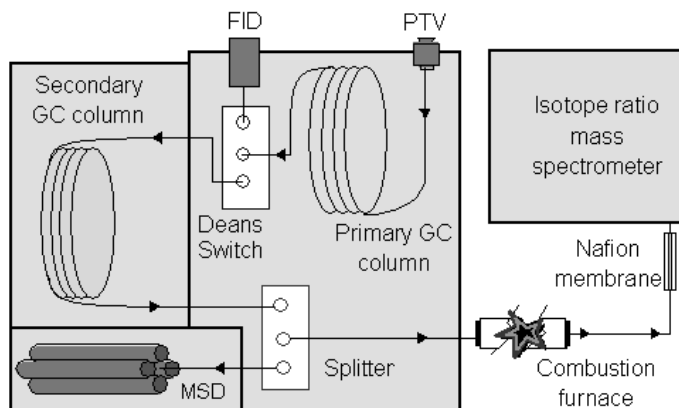 FID
PTV
Secondary
GC column
Isotope ratio
mass
spectrometer
Deans
Switch
Primary GC
column
Nafion
membrane
MSD
Splitter
Combustion
furnace